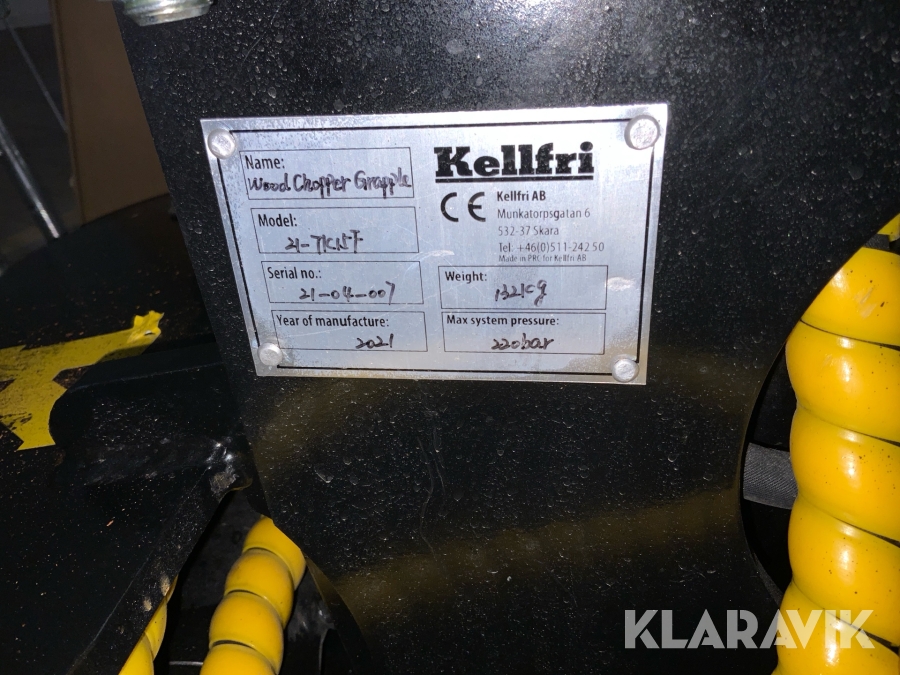 Name:
Wood Chopper Grapple
Model:
Serial no.:
21-04-007
Year of manufacture:
2021
Kellfri
CE
Kellfri AB
Munkatorpsgatan 6
532-37 Skara
Tel: +46(0)511-242 50
Made in PRC for Kellfri AB
Weight:
132kg
Max system pressure:
220bar
KLARAVIK